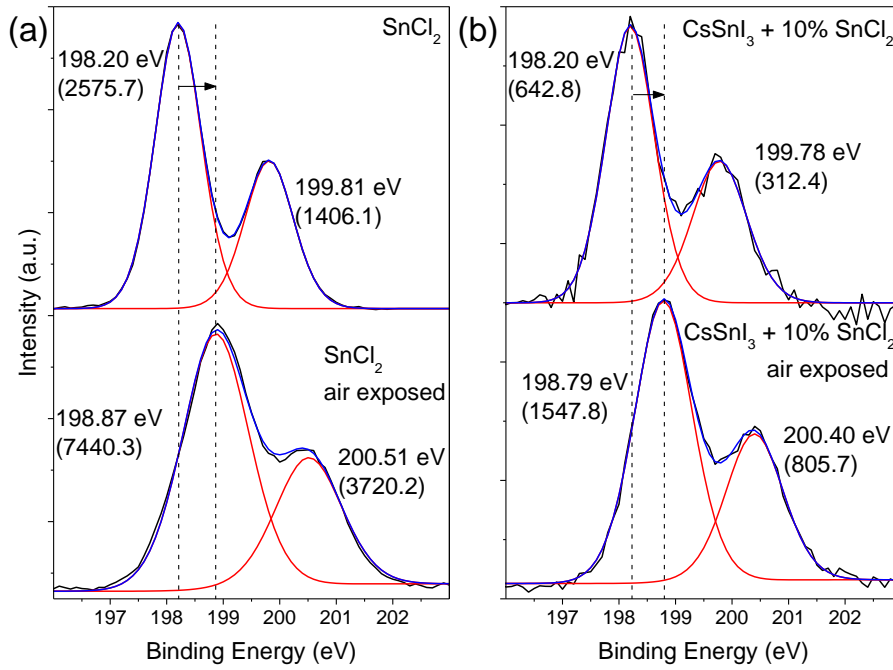 (a)
SnCl₂
198.20 eV
(2575.7)
199.81 eV
(1406.1)
SnCl₂
air exposed
198.87 eV
(7440.3)
200.51 eV
(3720.2)
Intensity (a.u.)
197 198 199 200 201 202
Binding Energy (eV)
(b)
CsSnI₃ + 10% SnCl₂
198.20 eV
(642.8)
199.78 eV
(312.4)
CsSnI₃ + 10% SnCl₂
air exposed
198.79 eV
(1547.8)
200.40 eV
(805.7)
197 198 199 200 201 202
Binding Energy (eV)